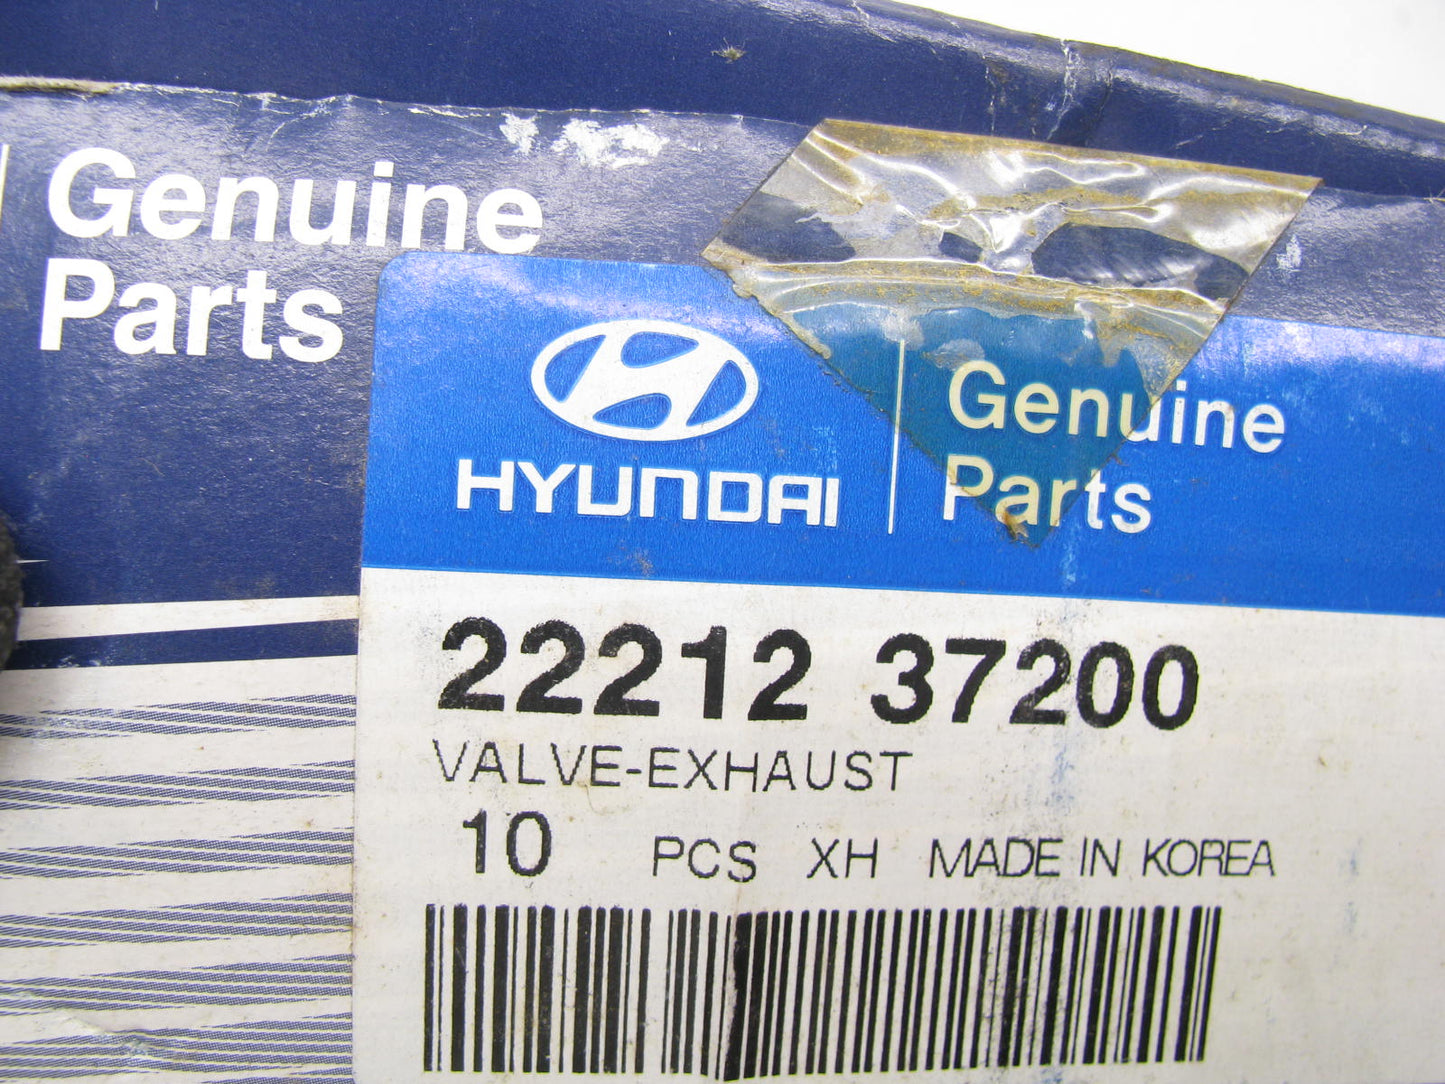 Genuine
Parts
HYUNDAI
Genuine
Parts
22212 37200
VALVE-EXHAUST
10 PCS XH MADE IN KOREA